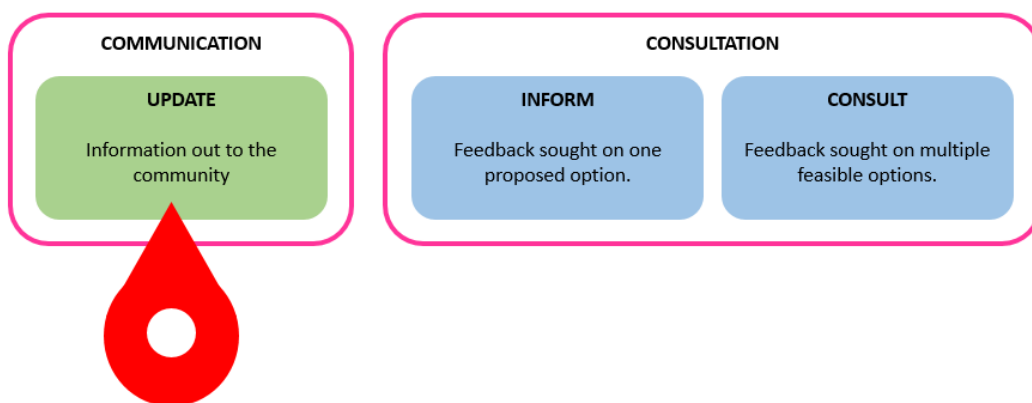 COMMUNICATION
UPDATE
Information out to the
community
CONSULTATION
INFORM
Feedback sought on one
proposed option.
CONSULT
Feedback sought on multiple
feasible options.